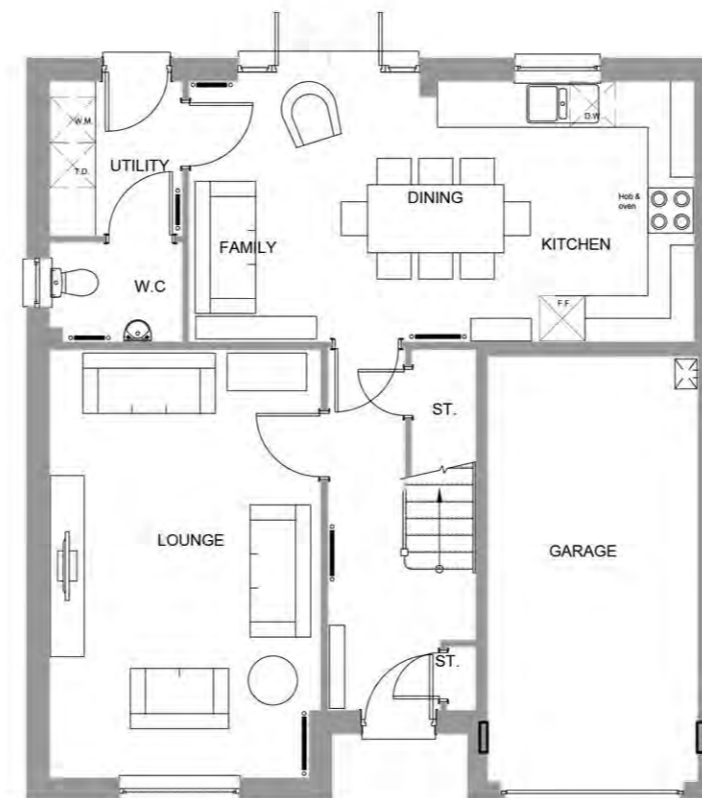 W.M.
D.W
T.D.
UTILITY
Hob &
oven
DINING
FAMILY
KITCHEN
W.C
F.F.
ST.
LOUNGE
GARAGE
ST.